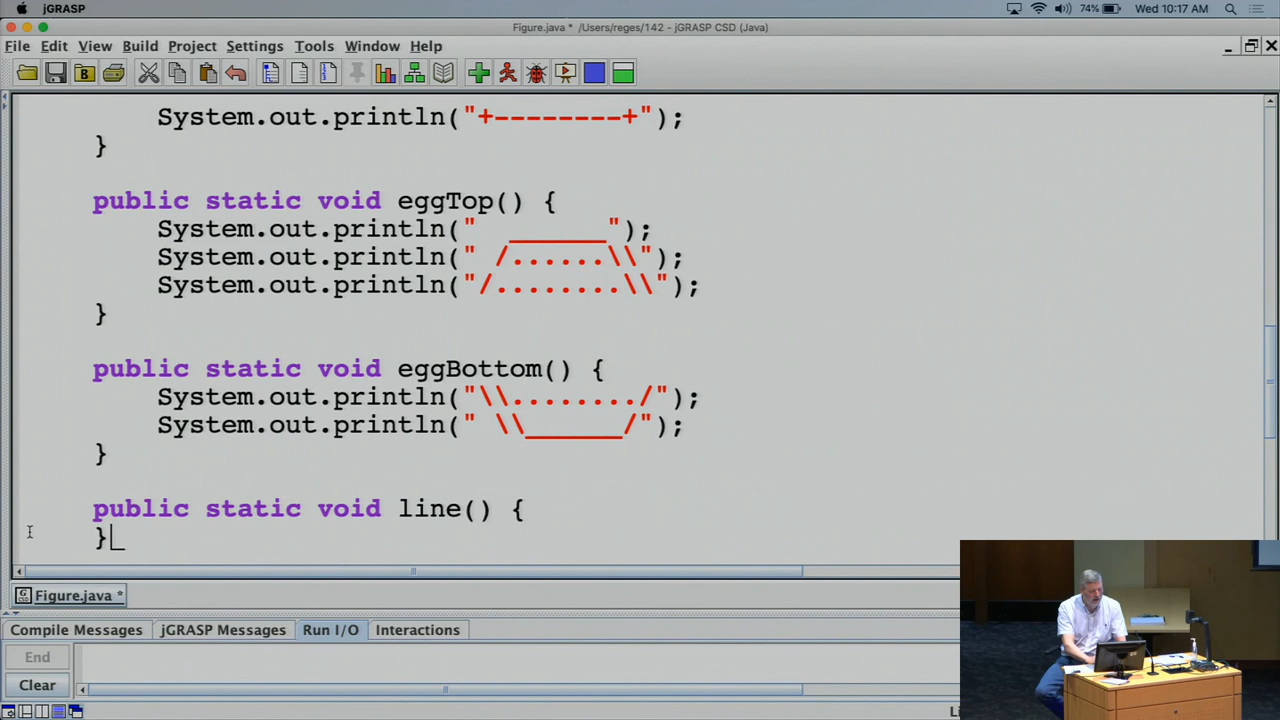 jGRASP
74%
Wed 10:17 AM
Figure.java * /Users/reges/142 - jGRASP CSD (Java)
File Edit View Build Project Settings Tools Window Help
B
System.out.println("+--------+");
}
public static void eggTop() {
System.out.println("  ______");
System.out.println(" /......\\");
System.out.println("/........\\");
}
public static void eggBottom() {
System.out.println("\\......../");
System.out.println(" \\______/");
}
public static void line() {
}
Figure.java *
Compile Messages jGRASP Messages Run I/O Interactions
End
Clear